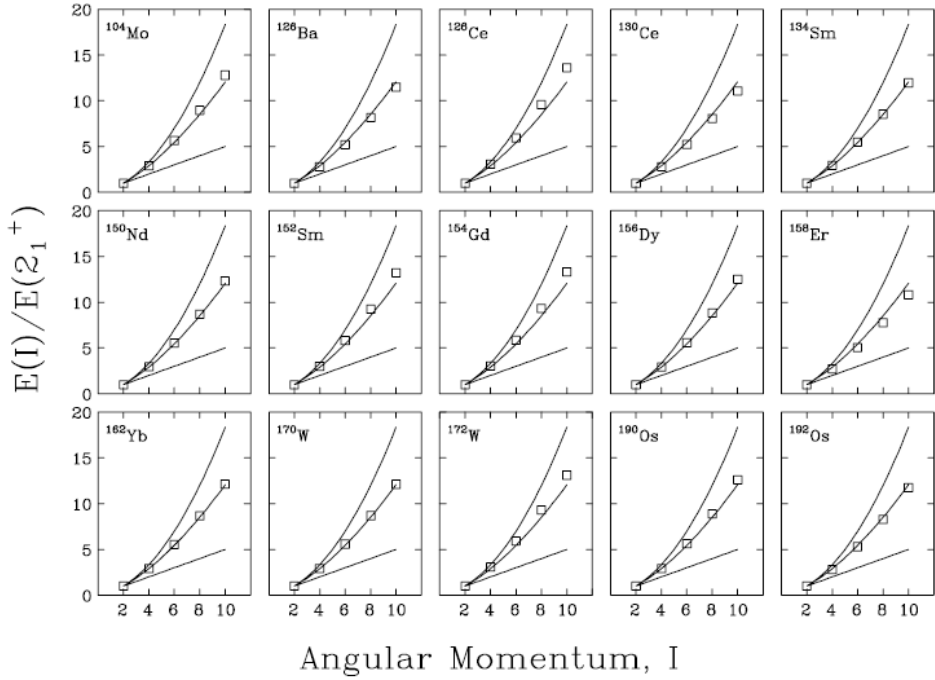 20
15
10
5
0
¹⁰⁴Mo
¹²⁶Ba
¹²⁶Ce
¹³⁰Ce
¹³⁴Sm
20
15
10
5
0
¹⁵⁰Nd
¹⁵²Sm
¹⁵⁴Gd
¹⁵⁶Dy
¹⁵⁸Er
20
15
10
5
0
¹⁶²Yb
¹⁷⁰W
¹⁷²W
¹⁹⁰Os
¹⁹²Os
2 4 6 8 10
2 4 6 8 10
2 4 6 8 10
2 4 6 8 10
2 4 6 8 10
E(I)/E(2₁⁺)
Angular Momentum, I